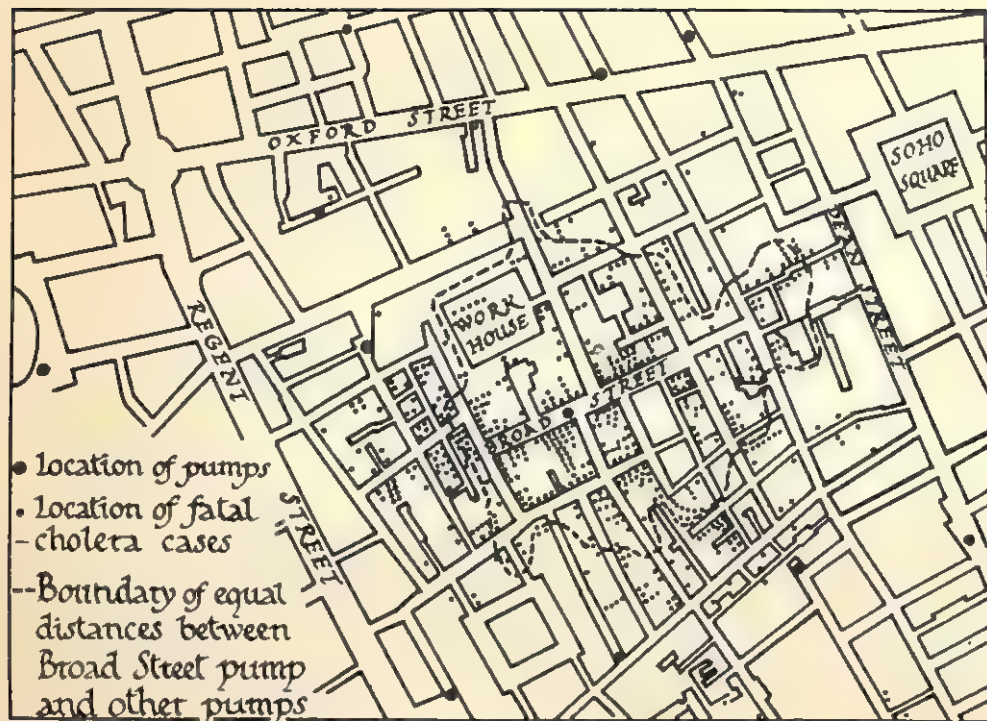 OXFORD STREET
SOHO
SQUARE
DEAN STREET
WORK
HOUSE
REGENT
STREET
BROAD STREET
Location of pumps
Location of fatal
cholera cases
Boundary of equal
distances between
Broad Street pump
and other pumps